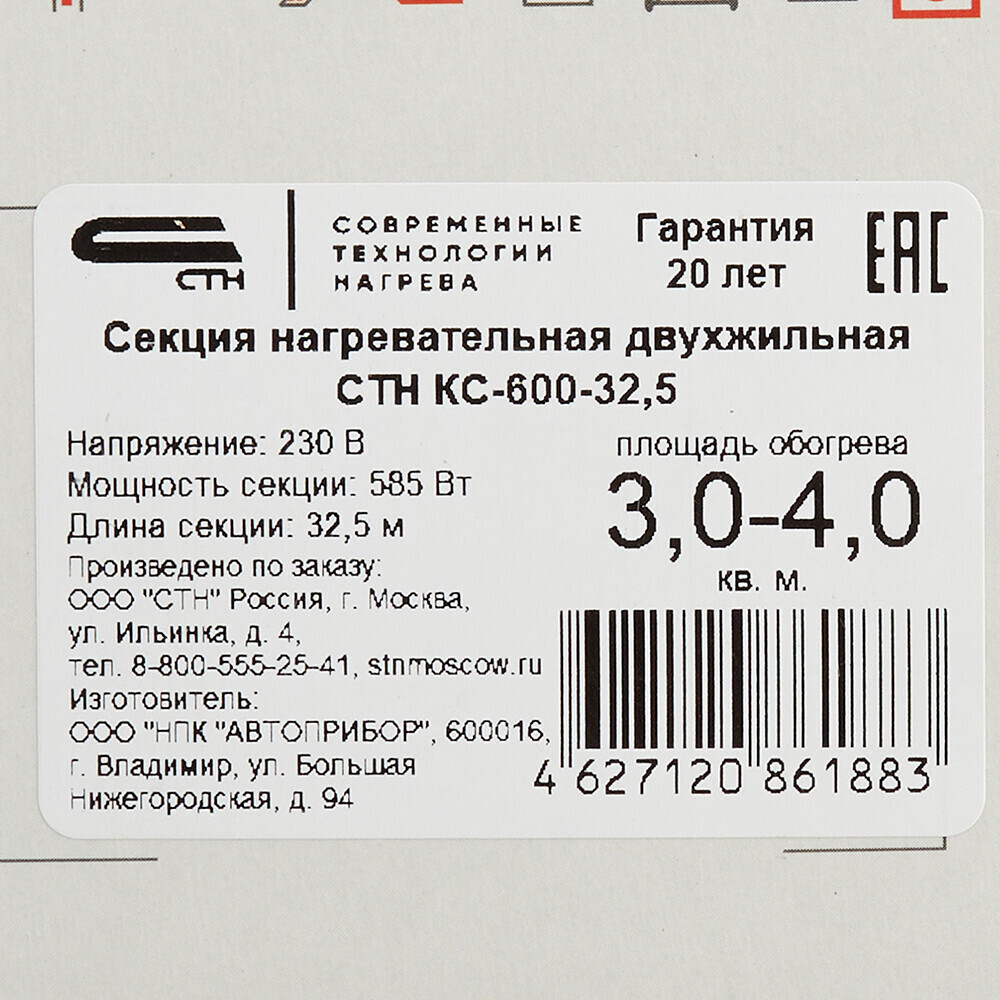 СТН
СОВРЕМЕННЫЕ
ТЕХНОЛОГИИ
НАГРЕВА
Гарантия
20 лет
ЕАС
Секция нагревательная двухжильная
СТН КС-600-32,5
Напряжение: 230 В
Мощность секции: 585 Вт
Длина секции: 32,5 м
площадь обогрева
3,0-4,0
кв. м.
Произведено по заказу:
ООО "СТН" Россия, г. Москва,
ул. Ильинка, д. 4,
тел. 8-800-555-25-41, stnmoscow.ru
Изготовитель:
ООО "НПК "АВТОПРИБОР", 600016,
г. Владимир, ул. Большая
Нижегородская, д. 94
4 627120 861883